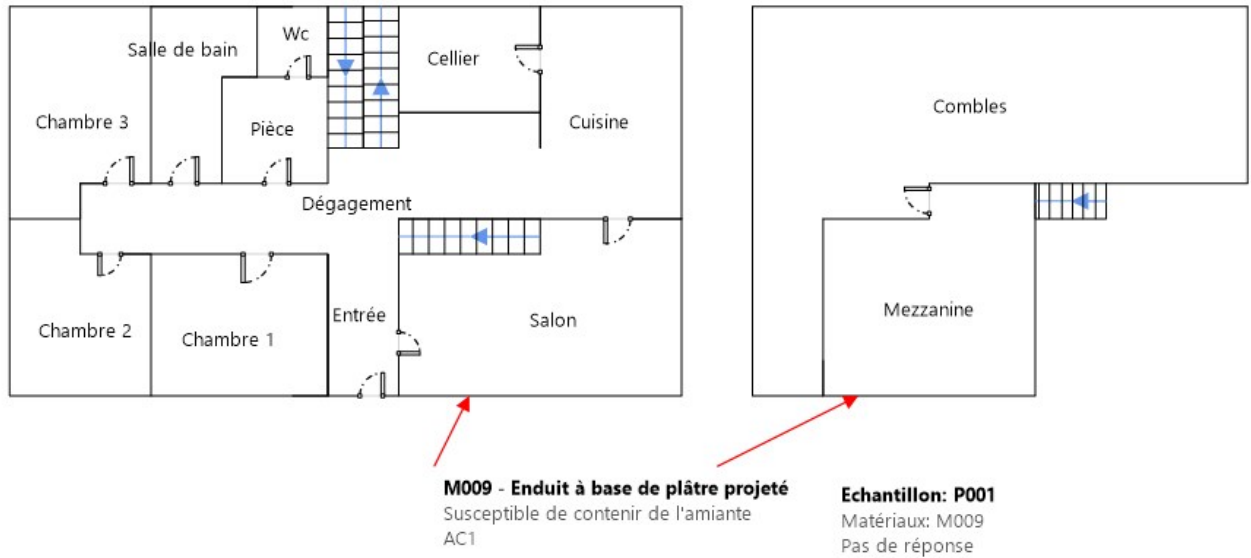 Wc
Salle de bain
Cellier
Combles
Chambre 3
Pièce
Cuisine
Dégagement
Mezzanine
Entrée
Salon
Chambre 2
Chambre 1
M009 - Enduit à base de plâtre projeté
Susceptible de contenir de l'amiante
AC1
Echantillon: P001
Matériaux: M009
Pas de réponse